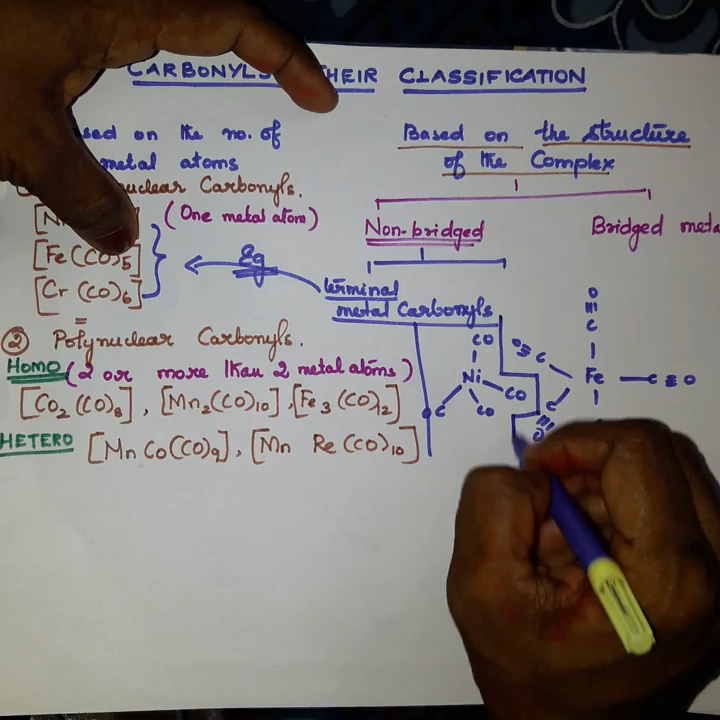 CARBONYLS THEIR CLASSIFICATION
on the no. of
metal atoms
Carbonyls.
(One metal atom)
[Fe(CO)5]
[Cr (CO)6]
Eg
② Polynuclear Carbonyls.
HOMO (2 or more than 2 metal atoms)
[Co2 (CO)8] , [Mn2(CO)10] , [Fe3 (CO)12]
HETERO [Mn Co(CO)9] , [Mn Re(CO)10]
Based on the structure
of the Complex
Non-bridged
Bridged meta
terminal
metal Carbonyls
CO
Ni
OC
CO
CO
O
≡
C
O≡C
Fe — C≡O
C
≡
O